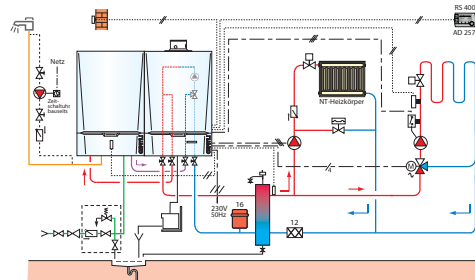 RS 400
AD 257
Netz
Zeit-
schaltuhr
bauseits
NT-Heizkörper
M
4
230V
50Hz
16
12